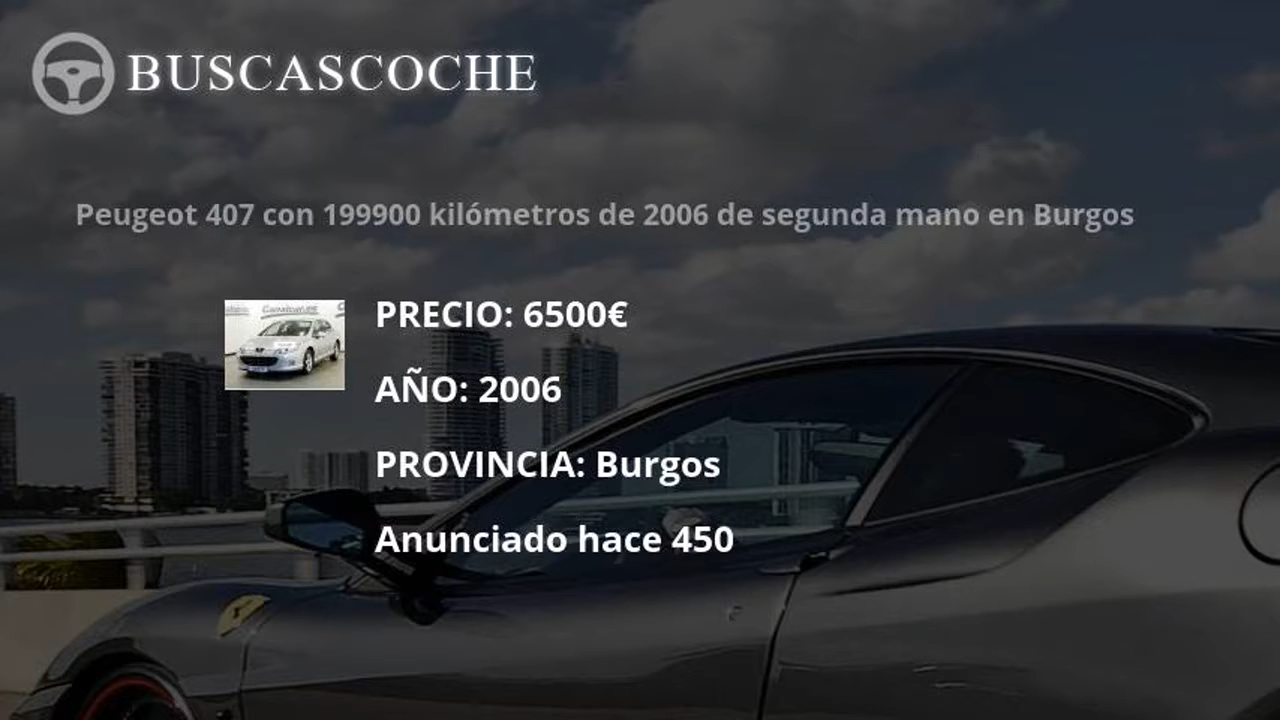 BUSCASCOCHE
Peugeot 407 con 199900 kilómetros de 2006 de segunda mano en Burgos
PRECIO: 6500€
AÑO: 2006
PROVINCIA: Burgos
Anunciado hace 450